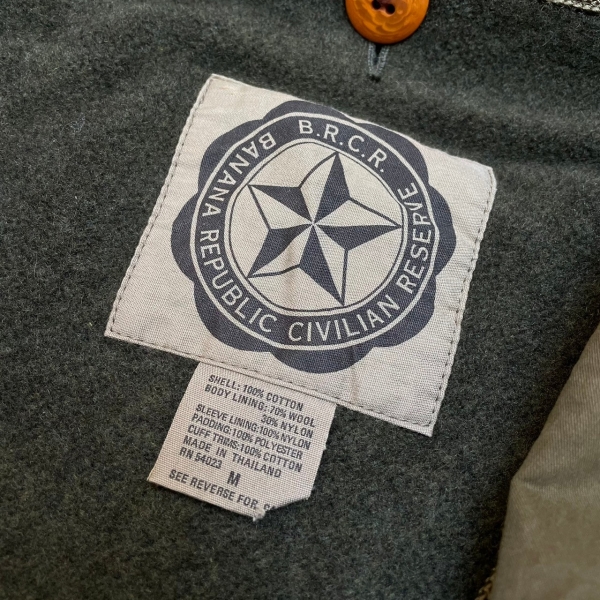 B.R.C.R.
BANANA REPUBLIC CIVILIAN RESERVE
SHELL: 100% COTTON
BODY LINING: 70% WOOL
30% NYLON
SLEEVE LINING: 100% NYLON
PADDING: 100% POLYESTER
CUFF TRIMS: 100% COTTON
MADE IN THAILAND
RN 54023 M
SEE REVERSE FOR